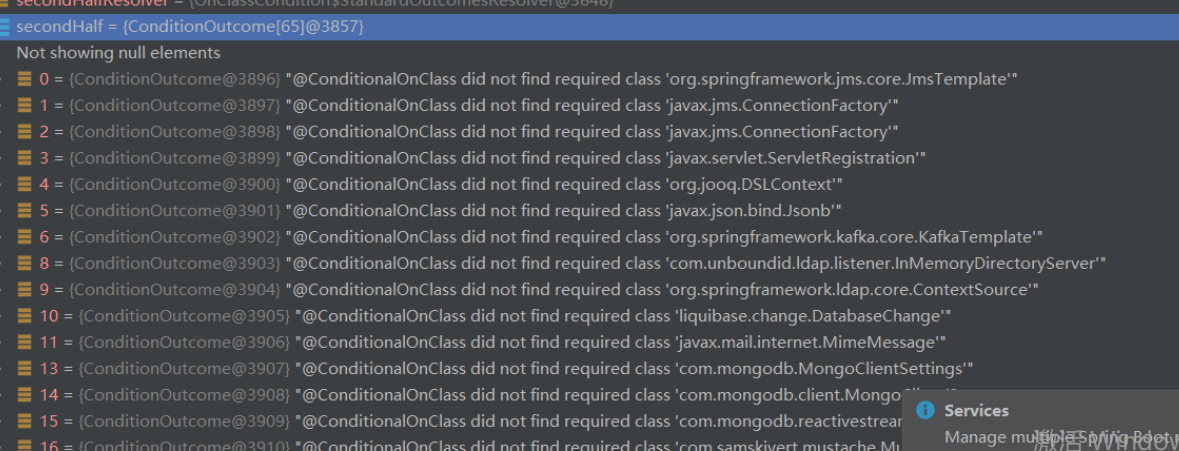 secondHalfResolver = {OnClassCondition$StandardOutcomesResolver@3848}
secondHalf = {ConditionOutcome[65]@3857}
Not showing null elements
0 = {ConditionOutcome@3896} "@ConditionalOnClass did not find required class 'org.springframework.jms.core.JmsTemplate'"
1 = {ConditionOutcome@3897} "@ConditionalOnClass did not find required class 'javax.jms.ConnectionFactory'"
2 = {ConditionOutcome@3898} "@ConditionalOnClass did not find required class 'javax.jms.ConnectionFactory'"
3 = {ConditionOutcome@3899} "@ConditionalOnClass did not find required class 'javax.servlet.ServletRegistration'"
4 = {ConditionOutcome@3900} "@ConditionalOnClass did not find required class 'org.jooq.DSLContext'"
5 = {ConditionOutcome@3901} "@ConditionalOnClass did not find required class 'javax.json.bind.Jsonb'"
6 = {ConditionOutcome@3902} "@ConditionalOnClass did not find required class 'org.springframework.kafka.core.KafkaTemplate'"
8 = {ConditionOutcome@3903} "@ConditionalOnClass did not find required class 'com.unboundid.ldap.listener.InMemoryDirectoryServer'"
9 = {ConditionOutcome@3904} "@ConditionalOnClass did not find required class 'org.springframework.ldap.core.ContextSource'"
10 = {ConditionOutcome@3905} "@ConditionalOnClass did not find required class 'liquibase.change.DatabaseChange'"
11 = {ConditionOutcome@3906} "@ConditionalOnClass did not find required class 'javax.mail.internet.MimeMessage'"
13 = {ConditionOutcome@3907} "@ConditionalOnClass did not find required class 'com.mongodb.MongoClientSettings'"
14 = {ConditionOutcome@3908} "@ConditionalOnClass did not find required class 'com.mongodb.client.Mongo
15 = {ConditionOutcome@3909} "@ConditionalOnClass did not find required class 'com.mongodb.reactivestrear
16 = {ConditionOutcome@3910} "@ConditionalOnClass did not find required class 'com.samskivert.mustache.Mu
Services
Manage multiple Spring Boot
激活 Window